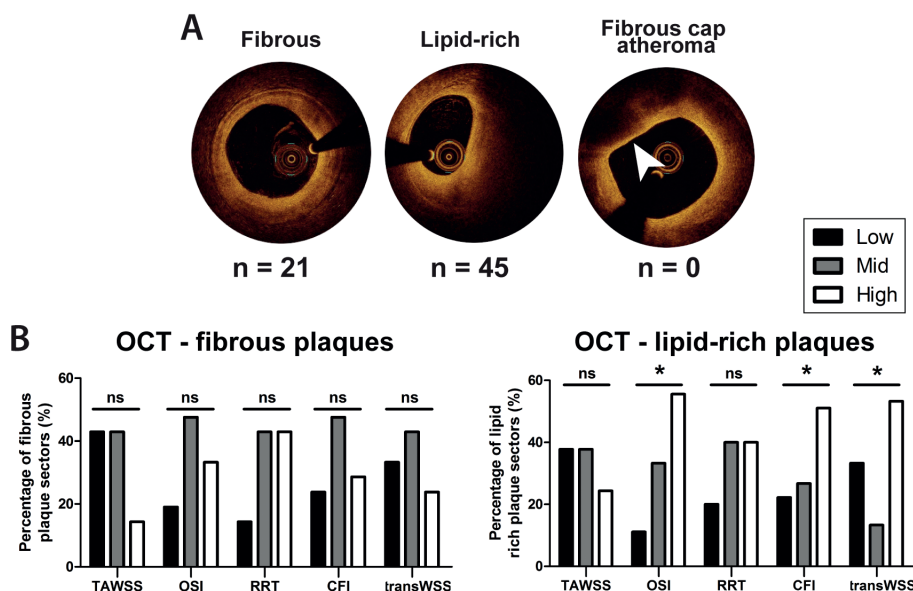 A
Fibrous
Lipid-rich
Fibrous cap
atheroma
n = 21
n = 45
n = 0
Low
Mid
High
B
OCT - fibrous plaques
Percentage of fibrous
plaque sectors (%)
60
40
20
0
ns
ns
ns
ns
ns
TAWSS
OSI
RRT
CFI
transWSS
OCT - lipid-rich plaques
Percentage of lipid
rich plaque sectors (%)
60
40
20
0
ns
*
ns
*
*
TAWSS
OSI
RRT
CFI
transWSS